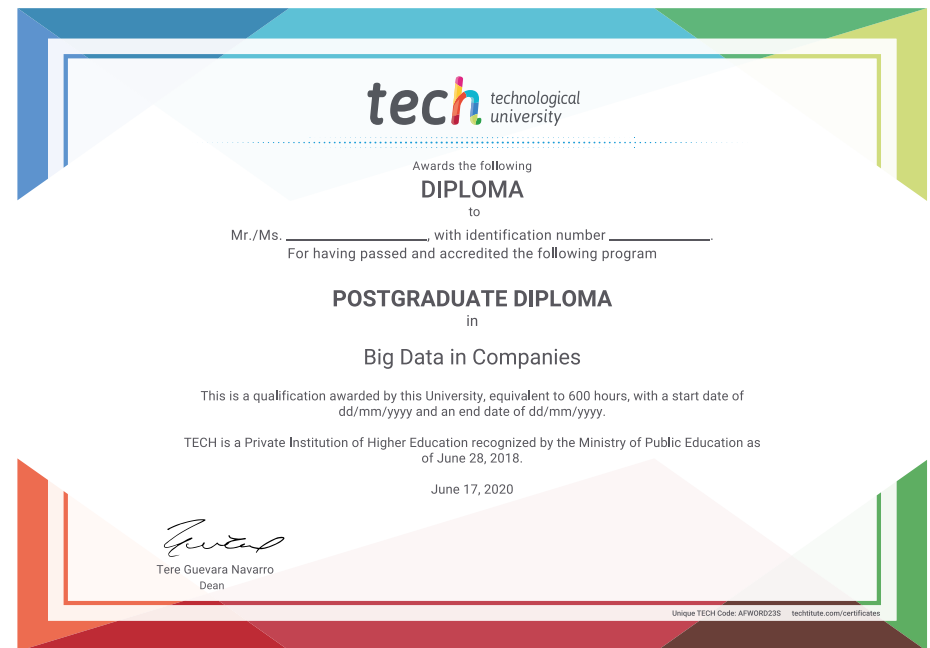 tech technological
university
Awards the following
DIPLOMA
to
Mr./Ms. ____________________, with identification number ______________.
For having passed and accredited the following program
POSTGRADUATE DIPLOMA
in
Big Data in Companies
This is a qualification awarded by this University, equivalent to 600 hours, with a start date of
dd/mm/yyyy and an end date of dd/mm/yyyy.
TECH is a Private Institution of Higher Education recognized by the Ministry of Public Education as
of June 28, 2018.
June 17, 2020
Tere Guevara Navarro
Dean
Unique TECH Code: AFWORD23S techtitute.com/certificates